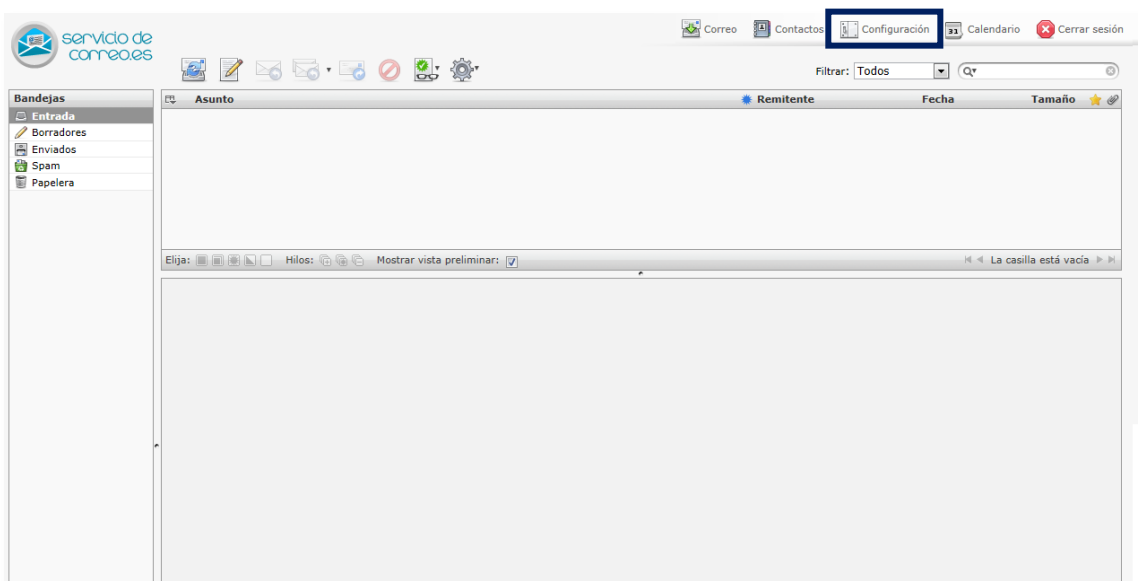 servicio de
correo.es
Correo Contactos Configuración 31 Calendario Cerrar sesión
Filtrar: Todos
Bandejas
Entrada
Borradores
Enviados
Spam
Papelera
Asunto Remitente Fecha Tamaño
Elija: Hilos: Mostrar vista preliminar: La casilla está vacía